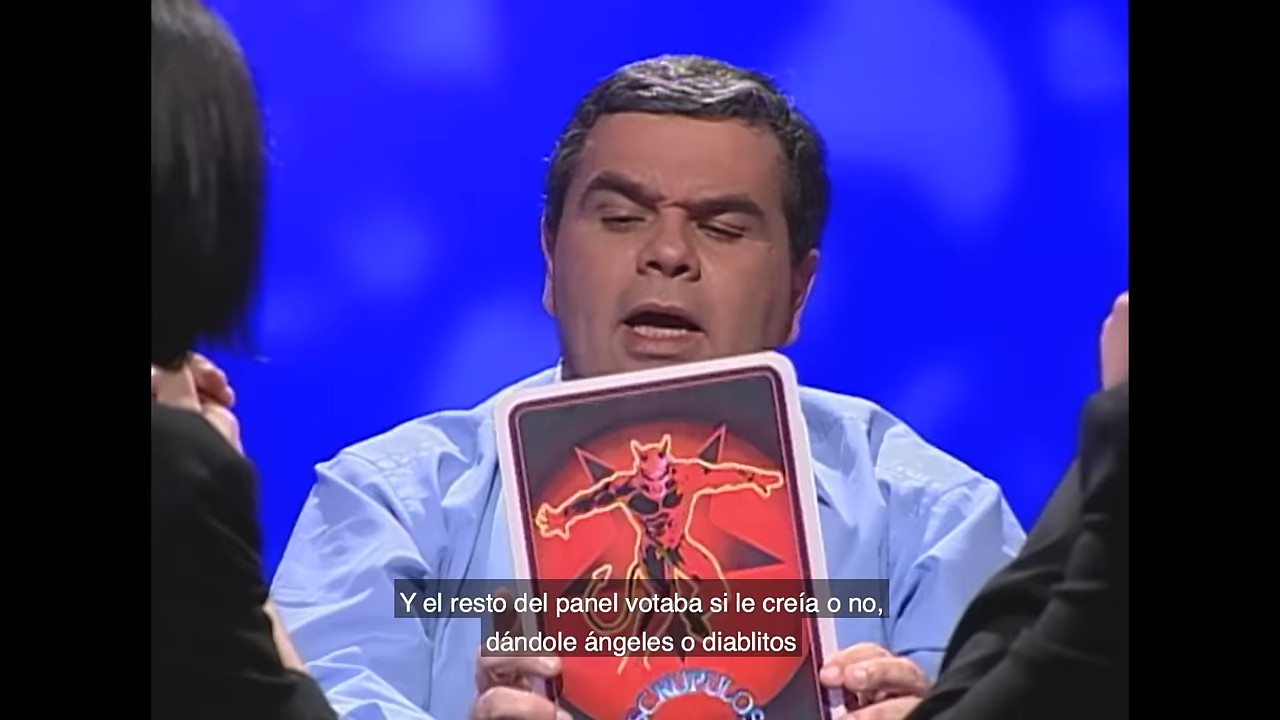 Y el resto del panel votaba si le creía o no,
dándole ángeles o diablitos